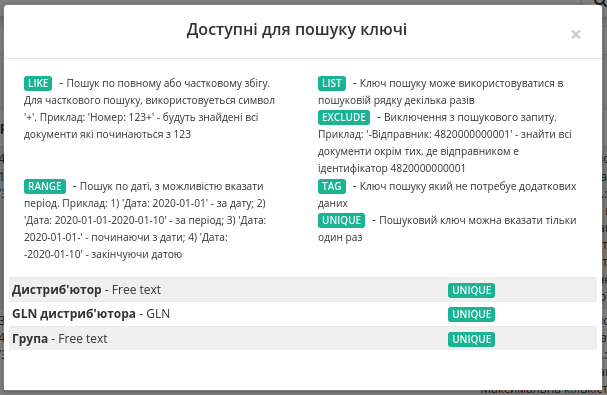 Доступні для пошуку ключі
×
LIKE - Пошук по повному або частковому збігу.
Для часткового пошуку, використовується символ
'+'. Приклад: 'Номер: 123+' - будуть знайдені всі
документи які починаються з 123
LIST - Ключ пошуку може використовуватися в
пошуковій рядку декілька разів
EXCLUDE - Виключення з пошукового запиту.
Приклад: '-Відправник: 4820000000001' - знайти всі
документи окрім тих, де відправником е
ідентифікатор 4820000000001
RANGE - Пошук по даті, з можливістю вказати
період. Приклад: 1) 'Дата: 2020-01-01' - за дату; 2)
'Дата: 2020-01-01-2020-01-10' - за період; 3) 'Дата:
2020-01-01-' - починаючи з дати; 4) 'Дата:
-2020-01-10' - закінчуючи датою
TAG - Ключ пошуку який не потребує додаткових
даних
UNIQUE - Пошуковий ключ можна вказати тільки
один раз
Дистриб'ютор - Free text UNIQUE
GLN дистриб'ютора - GLN UNIQUE
Група - Free text UNIQUE